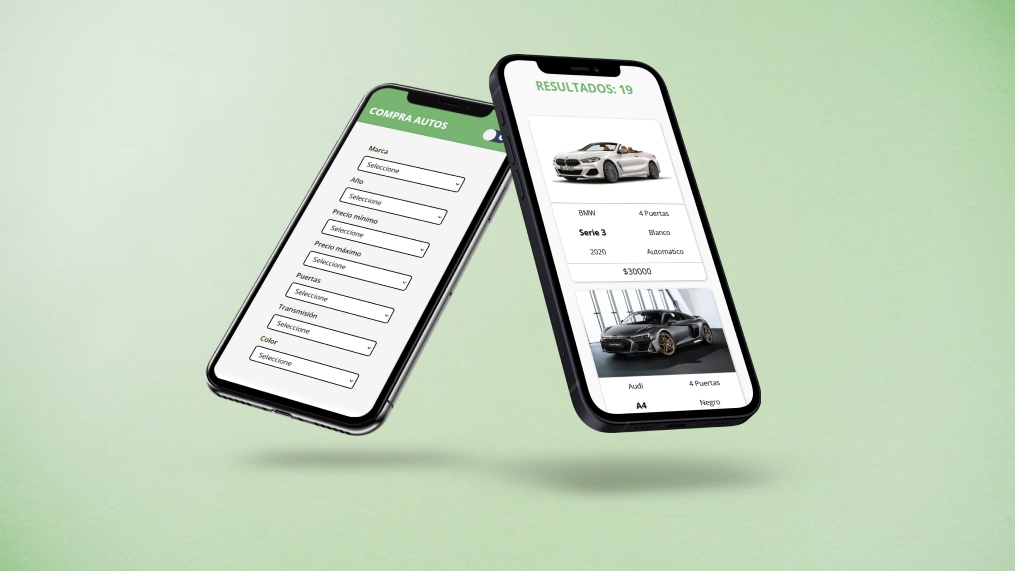 COMPRA AUTOS
Marca
Seleccione
Año
Seleccione
Precio mínimo
Seleccione
Precio máximo
Seleccione
Puertas
Seleccione
Transmisión
Seleccione
Color
Seleccione
RESULTADOS: 19
BMW 4 Puertas
Serie 3 Blanco
2020 Automatico
$30000
Audi 4 Puertas
A4 Negro